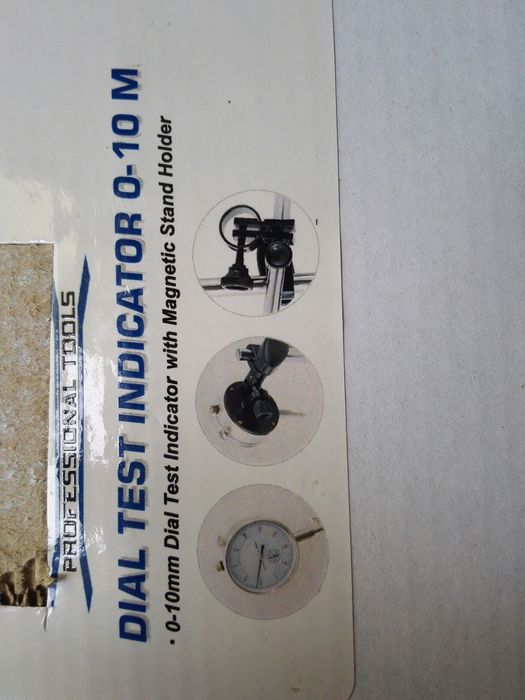 PROFESSIONAL TOOLS
DIAL TEST INDICATOR 0-10 M
• 0-10mm Dial Test Indicator with Magnetic Stand Holder